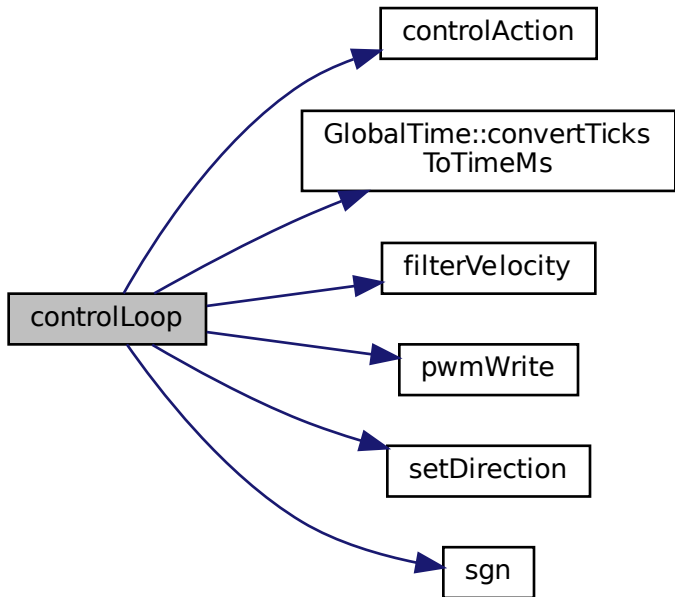 controlAction
GlobalTime::convertTicks
ToTimeMs
filterVelocity
controlLoop
pwmWrite
setDirection
sgn